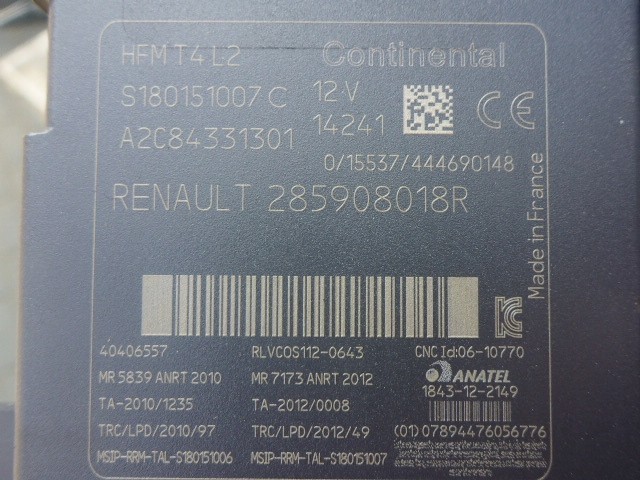 HFM T4 L2 Continental
S180151007 C 12 V
A2C84331301 14241
0/15537/444690148
RENAULT 285908018R
Made in France
40406557 RLVCOS112-0643 CNC Id:06-10770
MR 5839 ANRT 2010 MR 7173 ANRT 2012 ANATEL
1843-12-2149
TA-2010/1235 TA-2012/0008
TRC/LPD/2010/97 TRC/LPD/2012/49 (01)07894476056776
MSIP-RRM-TAL-S180151006 MSIP-RRM-TAL-S180151007